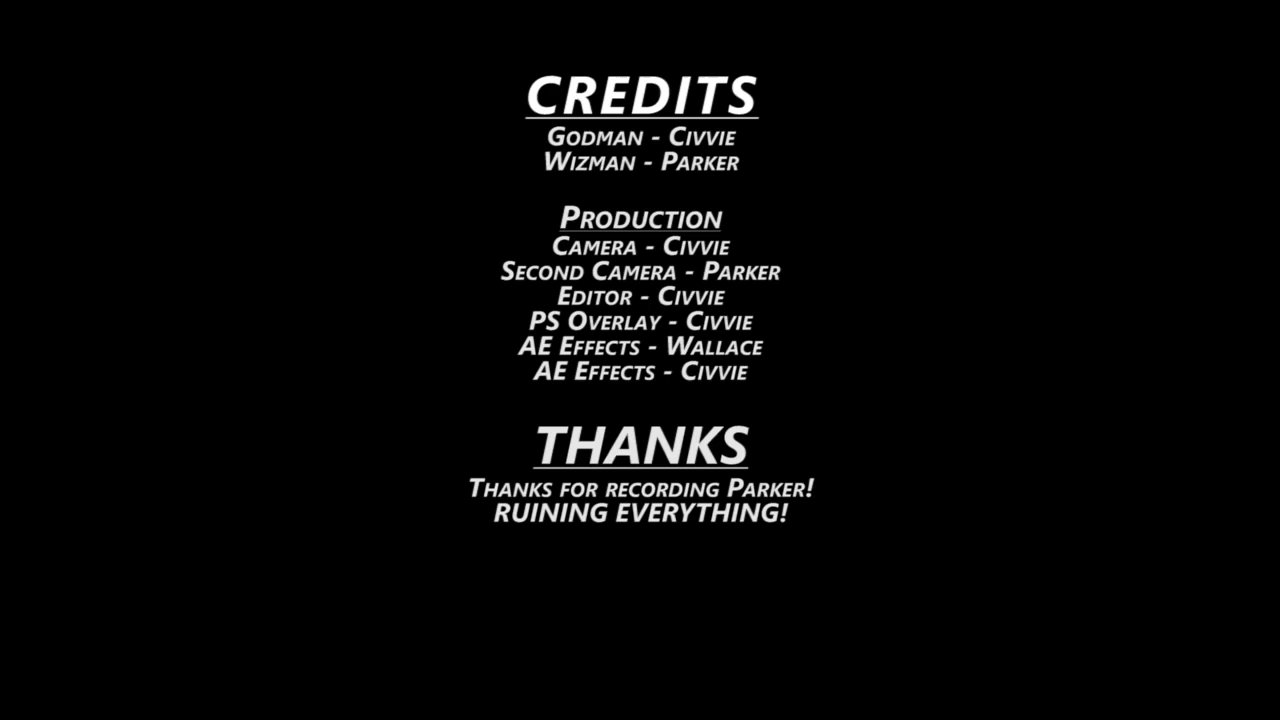 CREDITS
Godman - Civvie
Wizman - Parker
Production
Camera - Civvie
Second Camera - Parker
Editor - Civvie
PS Overlay - Civvie
AE Effects - Wallace
AE Effects - Civvie
THANKS
Thanks for recording Parker!
RUINING EVERYTHING!